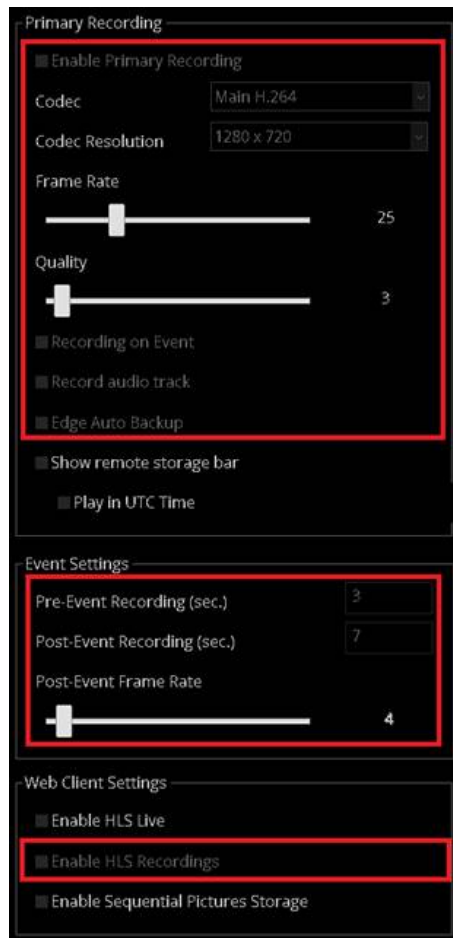 Primary Recording
Enable Primary Recording
Codec Main H.264
Codec Resolution 1280 x 720
Frame Rate
25
Quality
3
Recording on Event
Record audio track
Edge Auto Backup
Show remote storage bar
Play in UTC Time
Event Settings
Pre-Event Recording (sec.) 3
Post-Event Recording (sec.) 7
Post-Event Frame Rate
4
Web Client Settings
Enable HLS Live
Enable HLS Recordings
Enable Sequential Pictures Storage